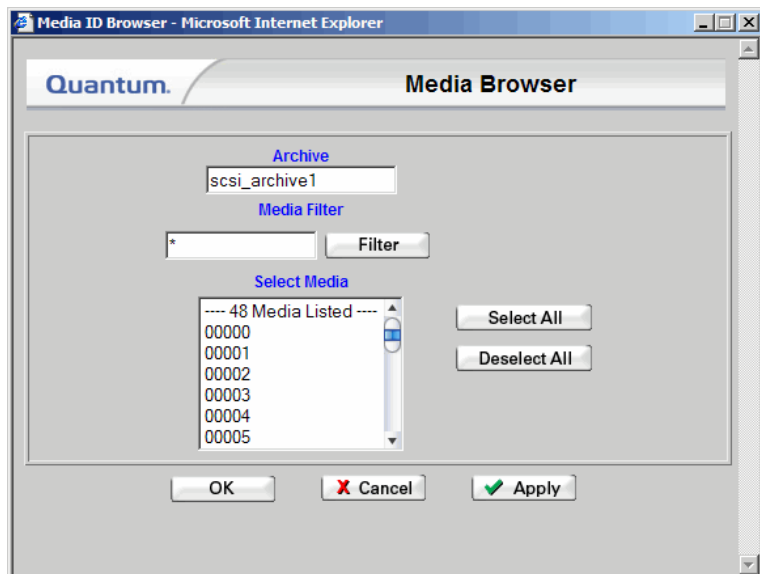 Media ID Browser - Microsoft Internet Explorer
Quantum. Media Browser
Archive
scsi_archive1
Media Filter
* Filter
Select Media
---- 48 Media Listed ----
00000
00001
00002
00003
00004
00005
Select All
Deselect All
OK Cancel Apply